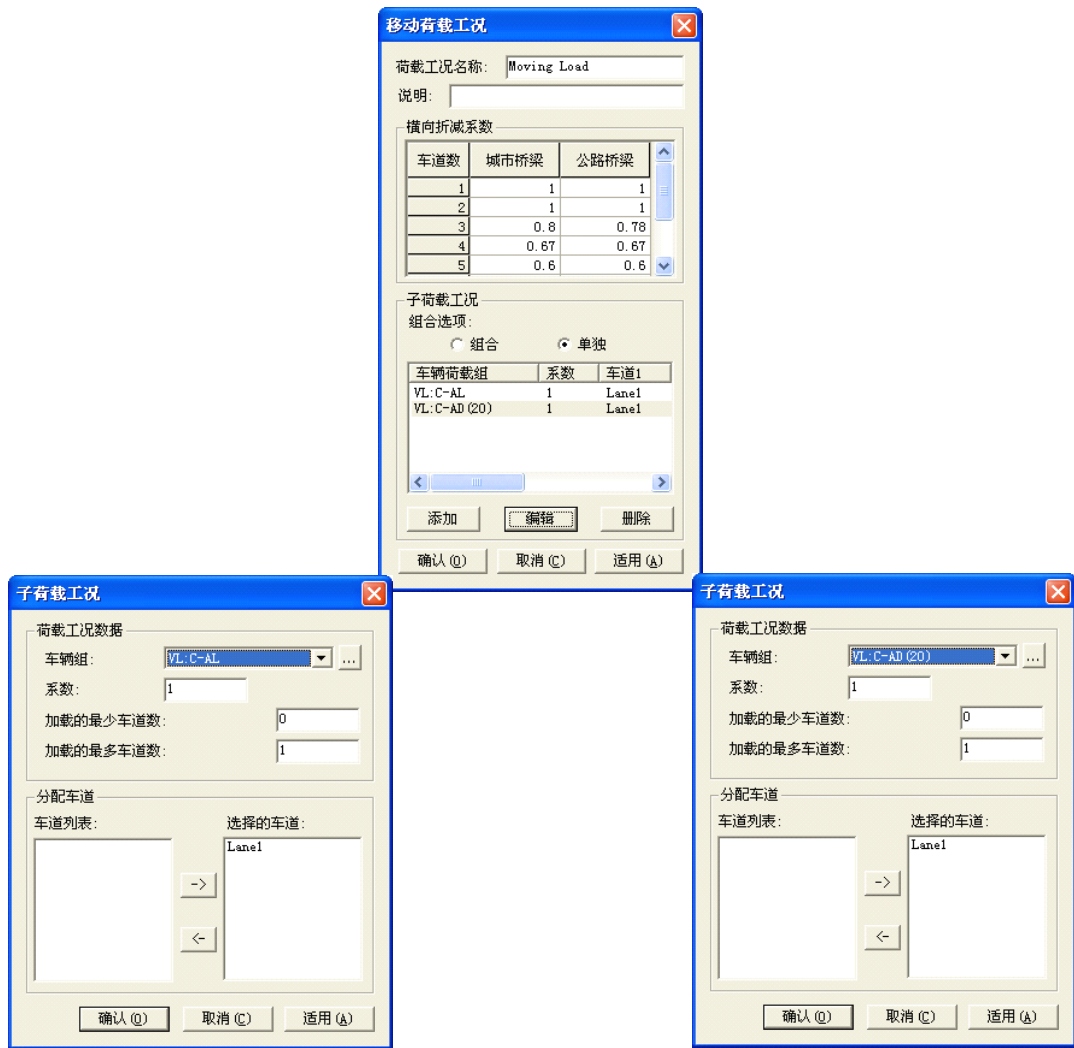 移动荷载工况
荷载工况名称: Moving Load
说明:
横向折减系数
车道数 城市桥梁 公路桥梁
1 1 1
2 1 1
3 0.8 0.78
4 0.67 0.67
5 0.6 0.6
子荷载工况
组合选项:
组合 单独
车辆荷载组 系数 车道1
VL:C-AL 1 Lane1
VL:C-AD(20) 1 Lane1
添加 编辑 删除
确认(O) 取消(C) 适用(A)
子荷载工况
荷载工况数据
车辆组: VL:C-AL ...
系数: 1
加载的最少车道数: 0
加载的最多车道数: 1
分配车道
车道列表: 选择的车道:
Lane1
->
<-
确认(O) 取消(C) 适用(A)
子荷载工况
荷载工况数据
车辆组: VL:C-AD(20) ...
系数: 1
加载的最少车道数: 0
加载的最多车道数: 1
分配车道
车道列表: 选择的车道:
Lane1
->
<-
确认(O) 取消(C) 适用(A)